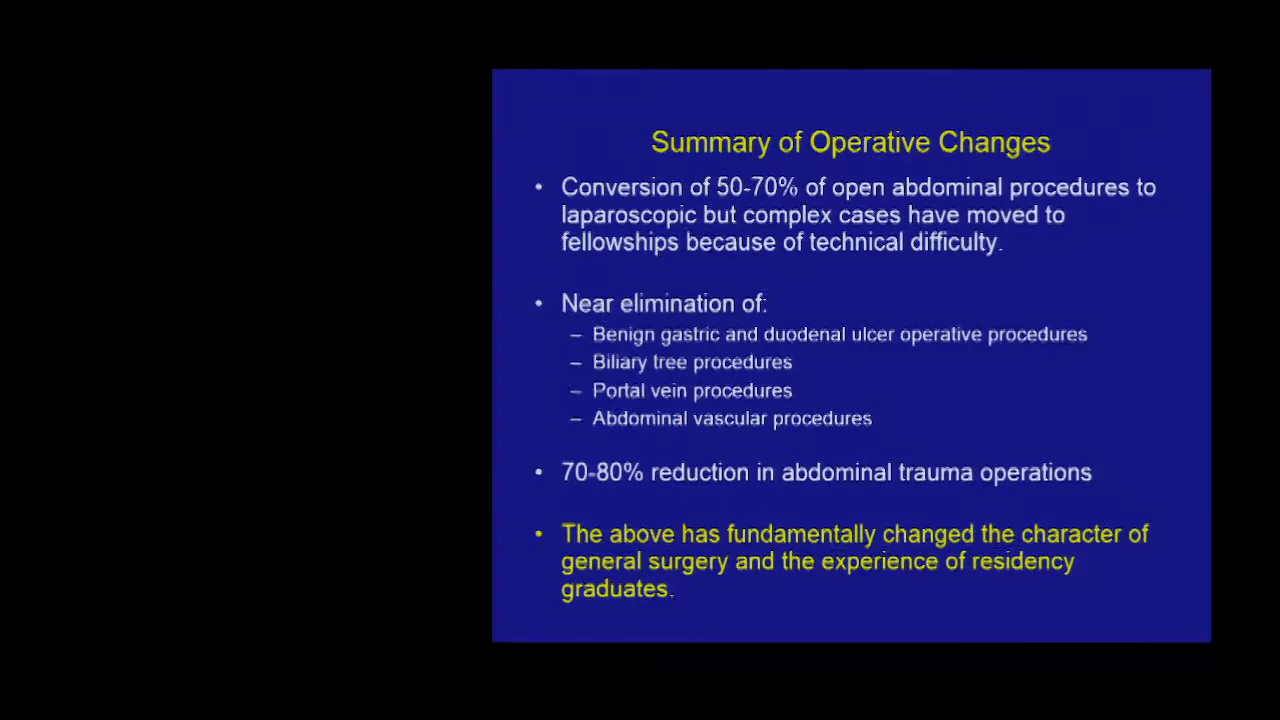 Summary of Operative Changes
• Conversion of 50-70% of open abdominal procedures to
laparoscopic but complex cases have moved to
fellowships because of technical difficulty.
• Near elimination of:
– Benign gastric and duodenal ulcer operative procedures
– Biliary tree procedures
– Portal vein procedures
– Abdominal vascular procedures
• 70-80% reduction in abdominal trauma operations
• The above has fundamentally changed the character of
general surgery and the experience of residency
graduates.